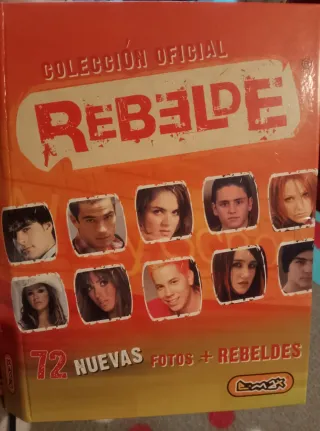 COLECCIÓN OFICIAL
REBELDE
72 NUEVAS FOTOS + REBELDES